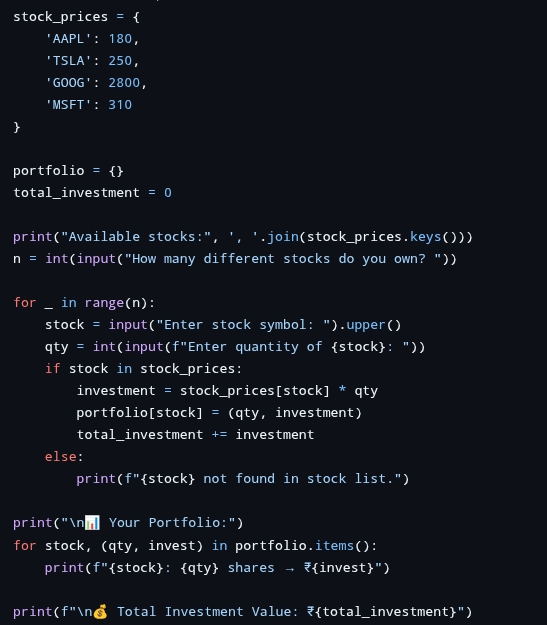 stock_prices = {
    'AAPL': 180,
    'TSLA': 250,
    'GOOG': 2800,
    'MSFT': 310
}

portfolio = {}
total_investment = 0

print("Available stocks:", ', '.join(stock_prices.keys()))
n = int(input("How many different stocks do you own? "))

for _ in range(n):
    stock = input("Enter stock symbol: ").upper()
    qty = int(input(f"Enter quantity of {stock}: "))
    if stock in stock_prices:
        investment = stock_prices[stock] * qty
        portfolio[stock] = (qty, investment)
        total_investment += investment
    else:
        print(f"{stock} not found in stock list.")

print("\n📊 Your Portfolio:")
for stock, (qty, invest) in portfolio.items():
    print(f"{stock}: {qty} shares → ₹{invest}")

print(f"\n💰 Total Investment Value: ₹{total_investment}")